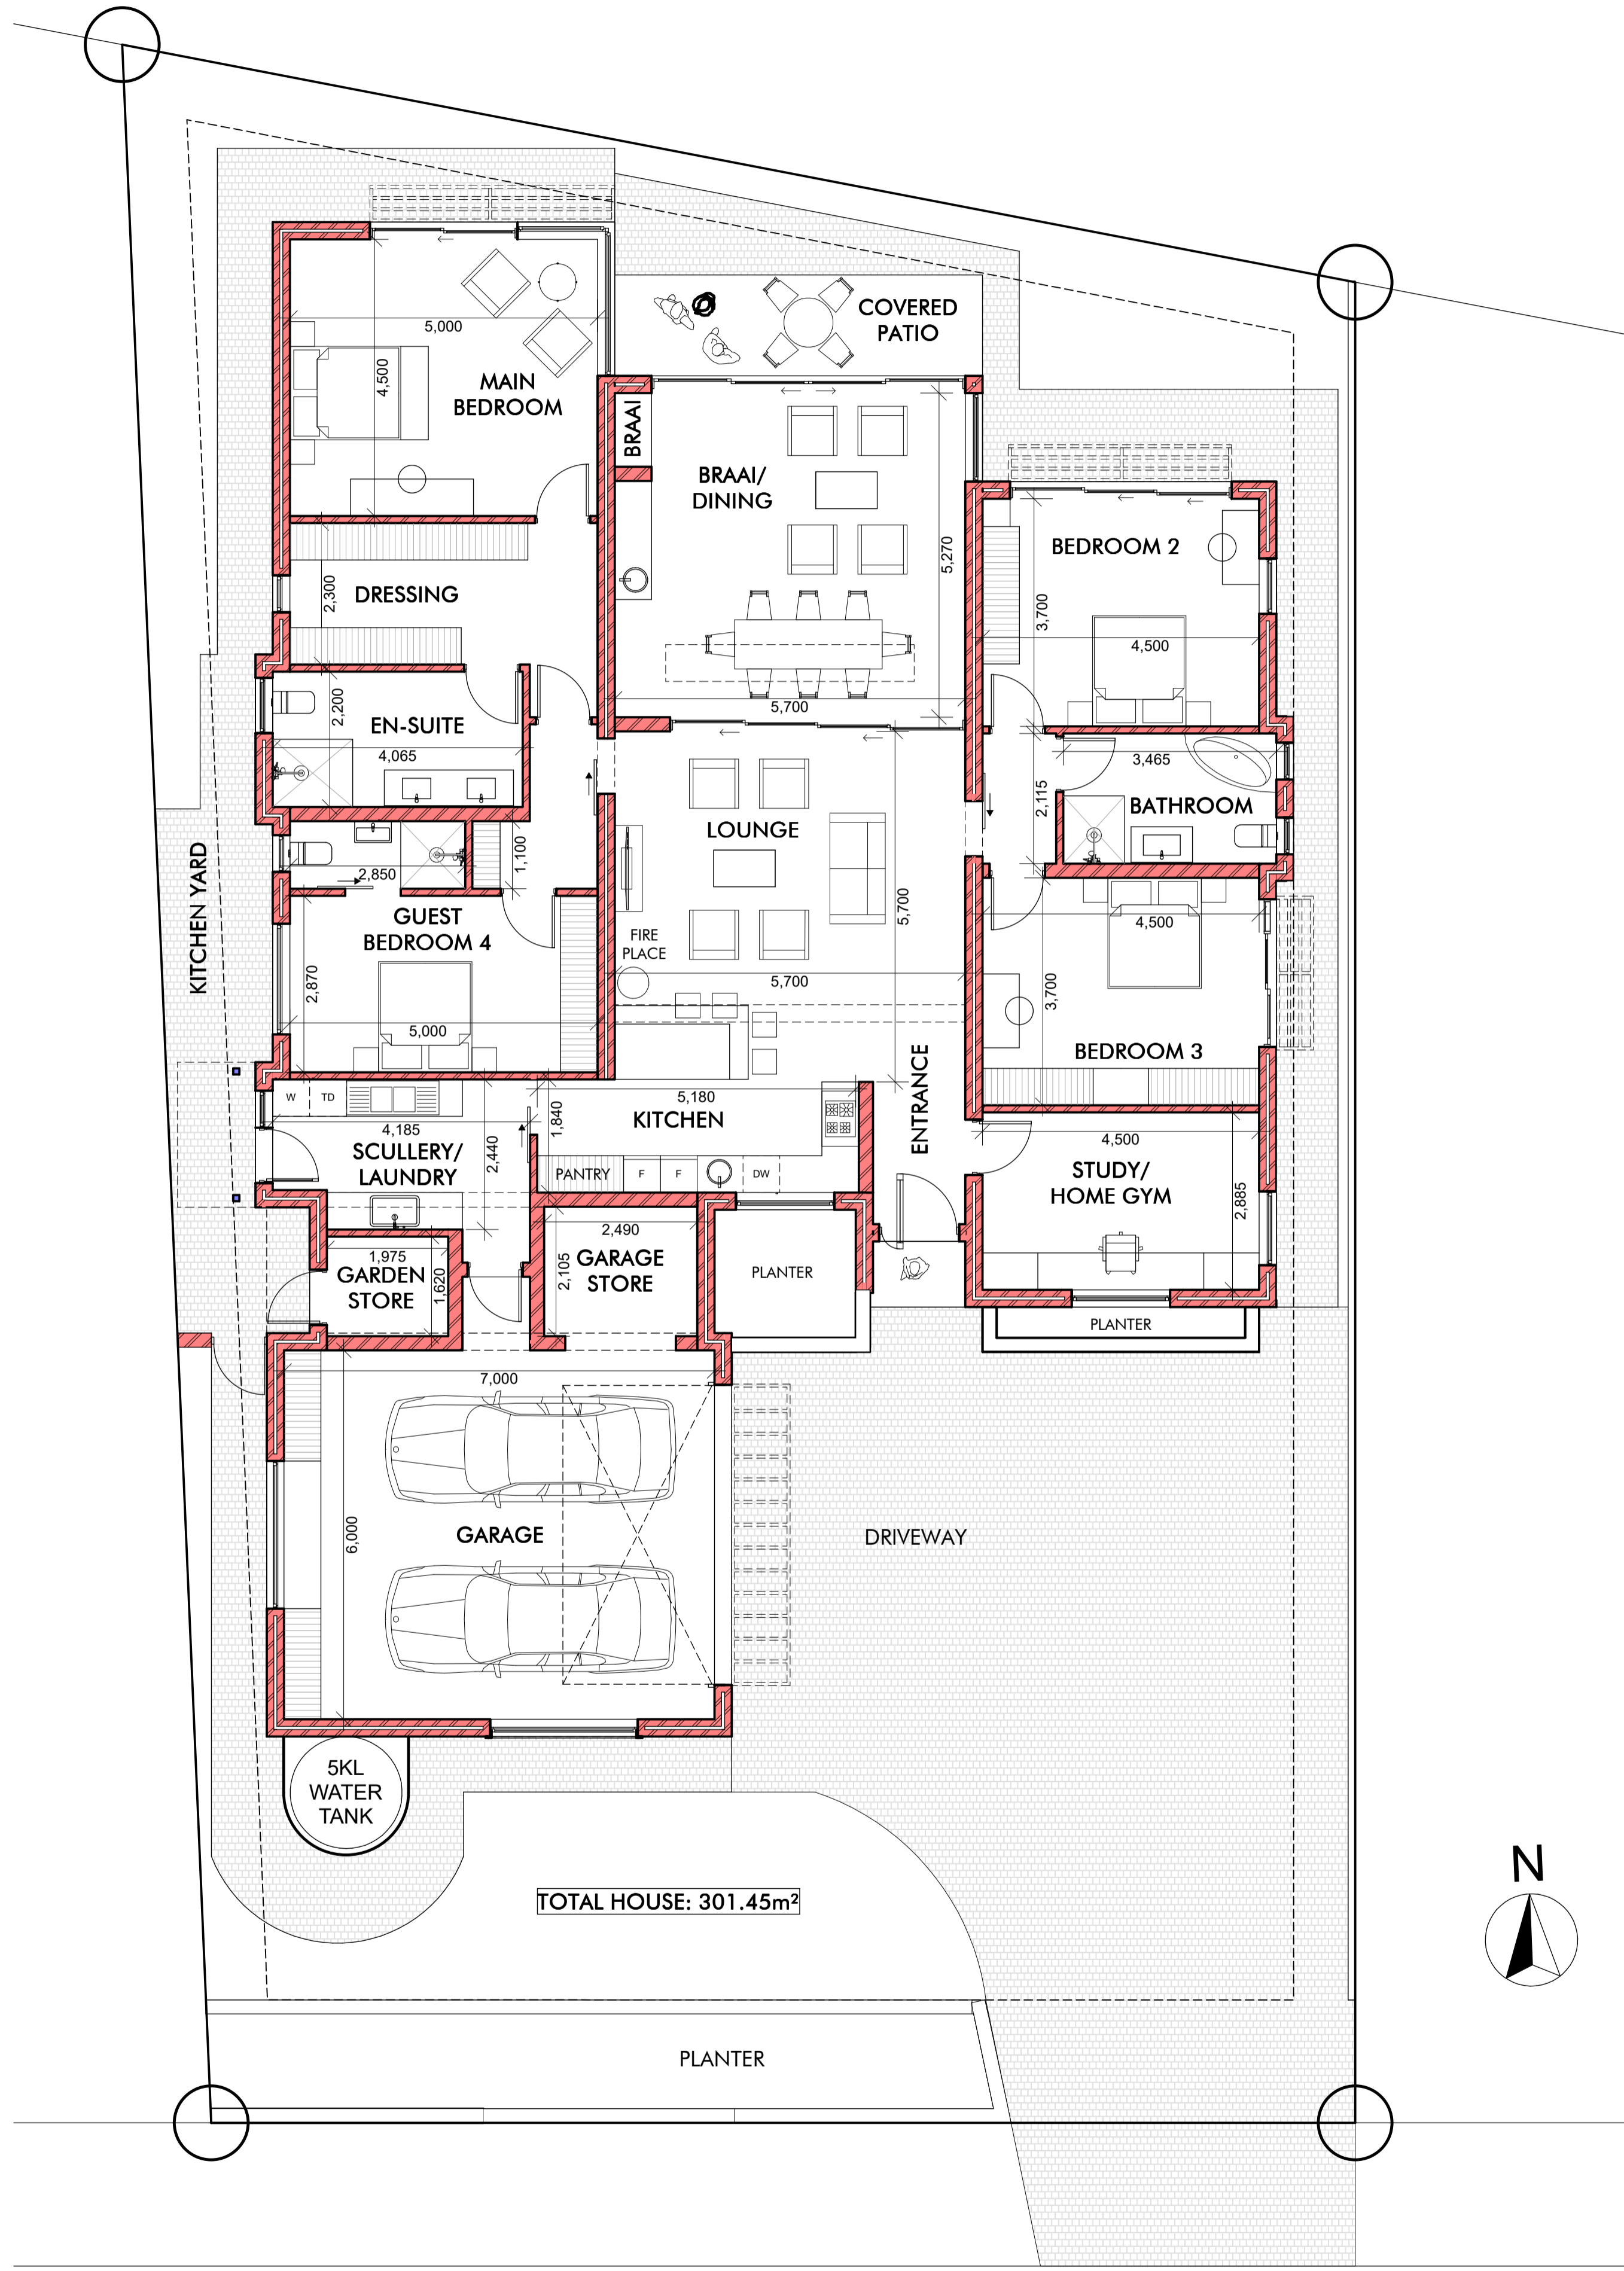 COVERED
PATIO
5,000
4,500
MAIN
BEDROOM
BRAAI
BRAAI/
DINING
5,270
5,700
BEDROOM 2
3,700
4,500
DRESSING
2,300
EN-SUITE
2,200
4,065
3,465
2,115
BATHROOM
LOUNGE
5,700
5,700
FIRE
PLACE
KITCHEN YARD
2,850
1,100
GUEST
BEDROOM 4
2,870
5,000
4,500
3,700
BEDROOM 3
ENTRANCE
W
TD
4,185
SCULLERY/
LAUNDRY
2,440
1,840
5,180
KITCHEN
PANTRY
F
F
DW
4,500
STUDY/
HOME GYM
2,885
1,975
GARDEN
STORE
1,620
2,490
2,105
GARAGE
STORE
PLANTER
PLANTER
7,000
6,000
GARAGE
DRIVEWAY
5KL
WATER
TANK
TOTAL HOUSE: 301.45m²
N
PLANTER